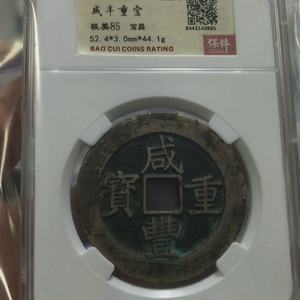 咸丰重宝
极美85 宝昌
52.4*3.0mm*44.1g
BAO CUI COINS RATING
84421A0885
保粹
咸
寶 重
豐